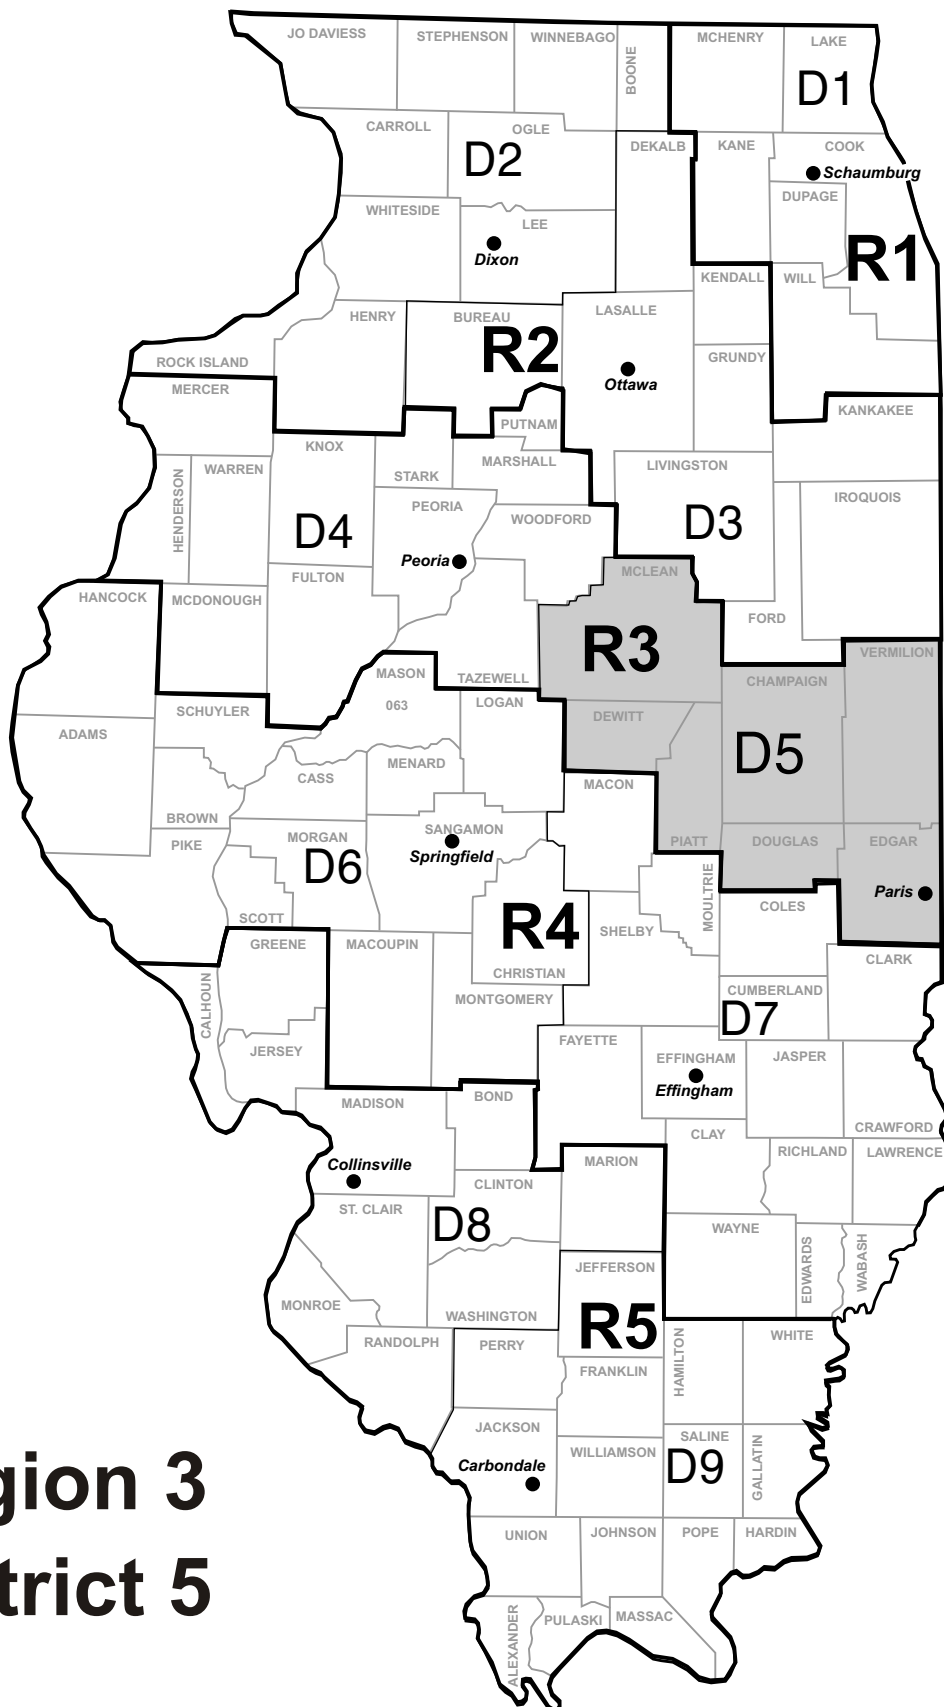 JO DAVIESS
STEPHENSON
WINNEBAGO
BOONE
MCHENRY
LAKE
D1
CARROLL
OGLE
D2
DEKALB
KANE
COOK
Schaumburg
DUPAGE
WHITESIDE
LEE
Dixon
R1
KENDALL
WILL
HENRY
BUREAU
R2
LASALLE
ROCK ISLAND
GRUNDY
Ottawa
MERCER
KANKAKEE
PUTNAM
KNOX
STARK
MARSHALL
LIVINGSTON
HENDERSON
WARREN
PEORIA
WOODFORD
IROQUOIS
D4
D3
Peoria
FULTON
MCLEAN
HANCOCK
MCDONOUGH
FORD
R3
VERMILION
MASON
TAZEWELL
CHAMPAIGN
063
LOGAN
SCHUYLER
DEWITT
ADAMS
D5
MENARD
CASS
MACON
BROWN
SANGAMON
PIKE
MORGAN
PIATT
DOUGLAS
EDGAR
Springfield
D6
MOULTRIE
Paris
COLES
SCOTT
R4
SHELBY
GREENE
MACOUPIN
CLARK
CHRISTIAN
CALHOUN
MONTGOMERY
CUMBERLAND
D7
FAYETTE
JERSEY
EFFINGHAM
JASPER
Effingham
BOND
MADISON
CRAWFORD
CLAY
RICHLAND
LAWRENCE
Collinsville
MARION
CLINTON
ST. CLAIR
D8
WAYNE
EDWARDS
WABASH
JEFFERSON
MONROE
WASHINGTON
R5
RANDOLPH
PERRY
HAMILTON
WHITE
FRANKLIN
JACKSON
SALINE
WILLIAMSON
GALLATIN
Carbondale
D9
gion 3
UNION
JOHNSON
POPE
HARDIN
trict 5
ALEXANDER
PULASKI
MASSAC